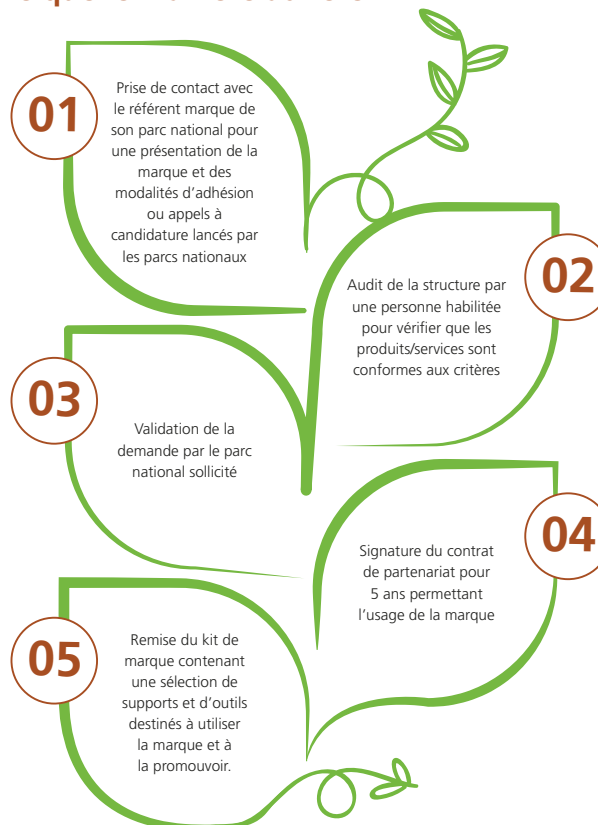 01
Prise de contact avec
le référent marque de
son parc national pour
une présentation de la
marque et des
modalités d’adhésion
ou appels à
candidature lancés par
les parcs nationaux
02
Audit de la structure par
une personne habilitée
pour vérifier que les
produits/services sont
conformes aux critères
03
Validation de la
demande par le parc
national sollicité
04
Signature du contrat
de partenariat pour
5 ans permettant
l’usage de la marque
05
Remise du kit de
marque contenant
une sélection de
supports et d’outils
destinés à utiliser
la marque et à
la promouvoir.